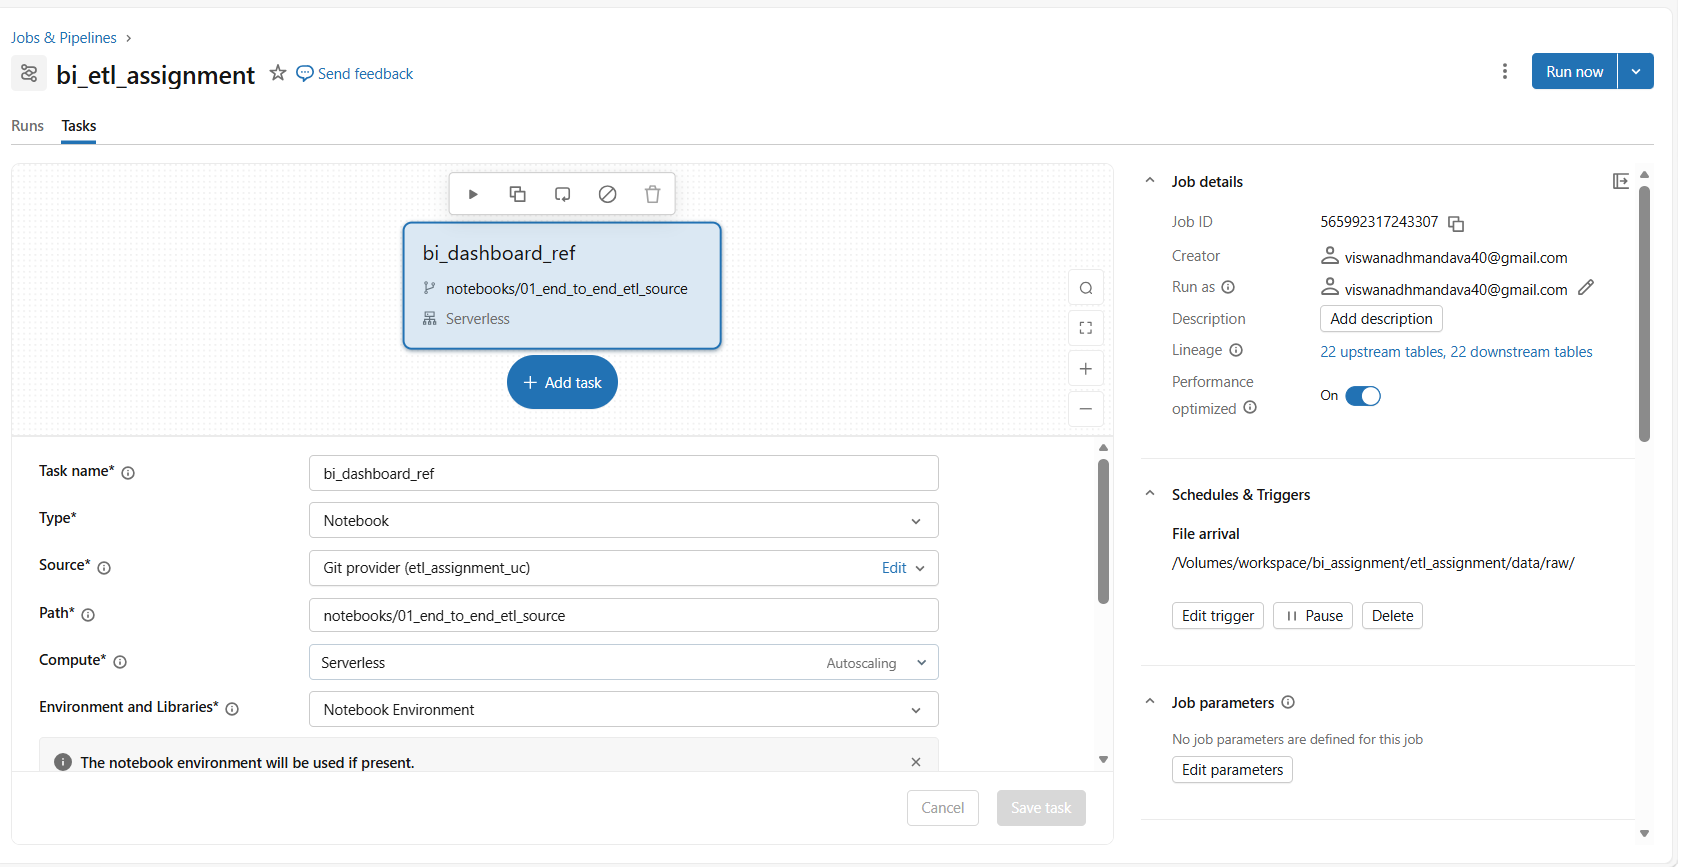 Jobs & Pipelines
bi_etl_assignment Send feedback
Run now
Runs Tasks
bi_dashboard_ref
notebooks/01_end_to_end_etl_source
Serverless
+ Add task
Task name* bi_dashboard_ref
Type* Notebook
Source* Git provider (etl_assignment_uc) Edit
Path* notebooks/01_end_to_end_etl_source
Compute* Serverless Autoscaling
Environment and Libraries* Notebook Environment
The notebook environment will be used if present.
Cancel Save task
Job details
Job ID 565992317243307
Creator viswanadhmandava40@gmail.com
Run as viswanadhmandava40@gmail.com
Description Add description
Lineage 22 upstream tables, 22 downstream tables
Performance
optimized On
Schedules & Triggers
File arrival
/Volumes/workspace/bi_assignment/etl_assignment/data/raw/
Edit trigger Pause Delete
Job parameters
No job parameters are defined for this job
Edit parameters